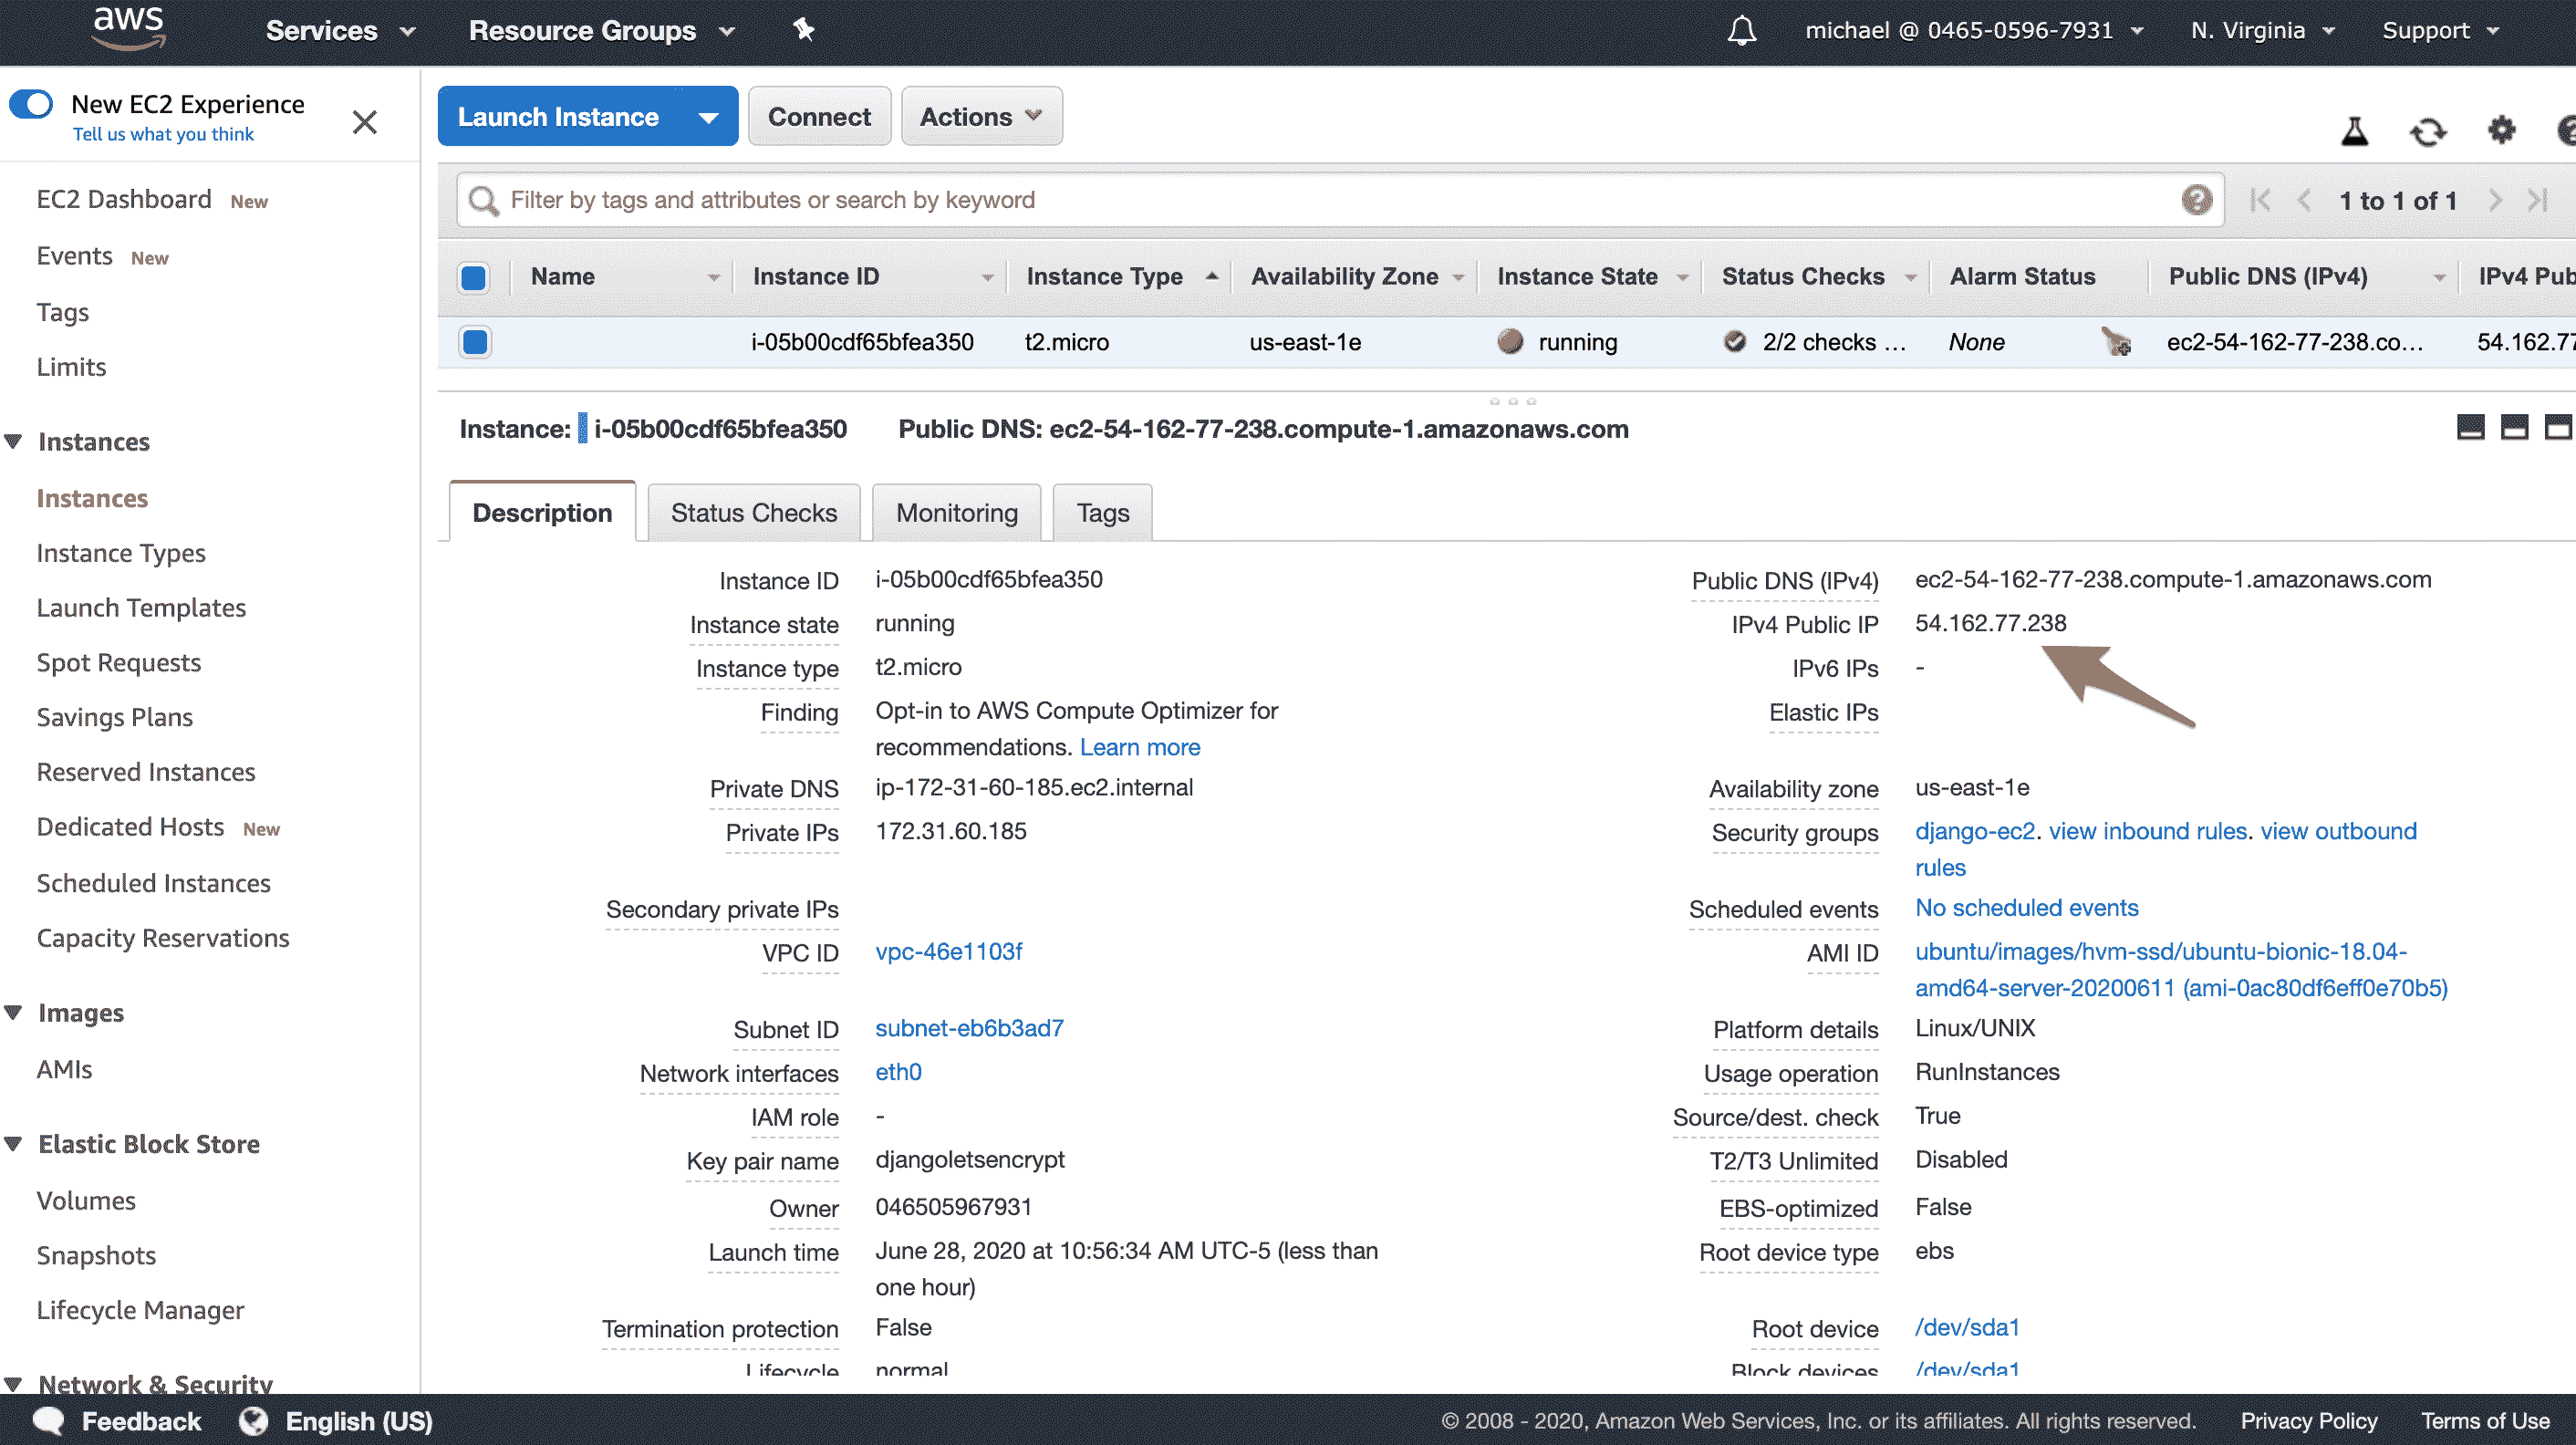 aws
Services
Resource Groups
michael @ 0465-0596-7931
N. Virginia
Support
New EC2 Experience
Tell us what you think
EC2 Dashboard New
Events New
Tags
Limits
Instances
Instances
Instance Types
Launch Templates
Spot Requests
Savings Plans
Reserved Instances
Dedicated Hosts New
Scheduled Instances
Capacity Reservations
Images
AMIs
Elastic Block Store
Volumes
Snapshots
Lifecycle Manager
Network & Security
Launch Instance
Connect
Actions
Filter by tags and attributes or search by keyword
1 to 1 of 1
Name Instance ID Instance Type Availability Zone Instance State Status Checks Alarm Status Public DNS (IPv4) IPv4 Pub
i-05b00cdf65bfea350 t2.micro us-east-1e running 2/2 checks ... None ec2-54-162-77-238.co... 54.162.77
Instance: i-05b00cdf65bfea350 Public DNS: ec2-54-162-77-238.compute-1.amazonaws.com
Description Status Checks Monitoring Tags
Instance ID i-05b00cdf65bfea350
Instance state running
Instance type t2.micro
Finding Opt-in to AWS Compute Optimizer for
recommendations. Learn more
Private DNS ip-172-31-60-185.ec2.internal
Private IPs 172.31.60.185
Secondary private IPs
VPC ID vpc-46e1103f
Subnet ID subnet-eb6b3ad7
Network interfaces eth0
IAM role -
Key pair name djangoletsencrypt
Owner 046505967931
Launch time June 28, 2020 at 10:56:34 AM UTC-5 (less than
one hour)
Termination protection False
Lifecycle normal
Public DNS (IPv4) ec2-54-162-77-238.compute-1.amazonaws.com
IPv4 Public IP 54.162.77.238
IPv6 IPs -
Elastic IPs
Availability zone us-east-1e
Security groups django-ec2. view inbound rules. view outbound
rules
Scheduled events No scheduled events
AMI ID ubuntu/images/hvm-ssd/ubuntu-bionic-18.04-
amd64-server-20200611 (ami-0ac80df6eff0e70b5)
Platform details Linux/UNIX
Usage operation RunInstances
Source/dest. check True
T2/T3 Unlimited Disabled
EBS-optimized False
Root device type ebs
Root device /dev/sda1
Block devices /dev/sda1
Feedback
English (US)
© 2008 - 2020, Amazon Web Services, Inc. or its affiliates. All rights reserved.
Privacy Policy
Terms of Use